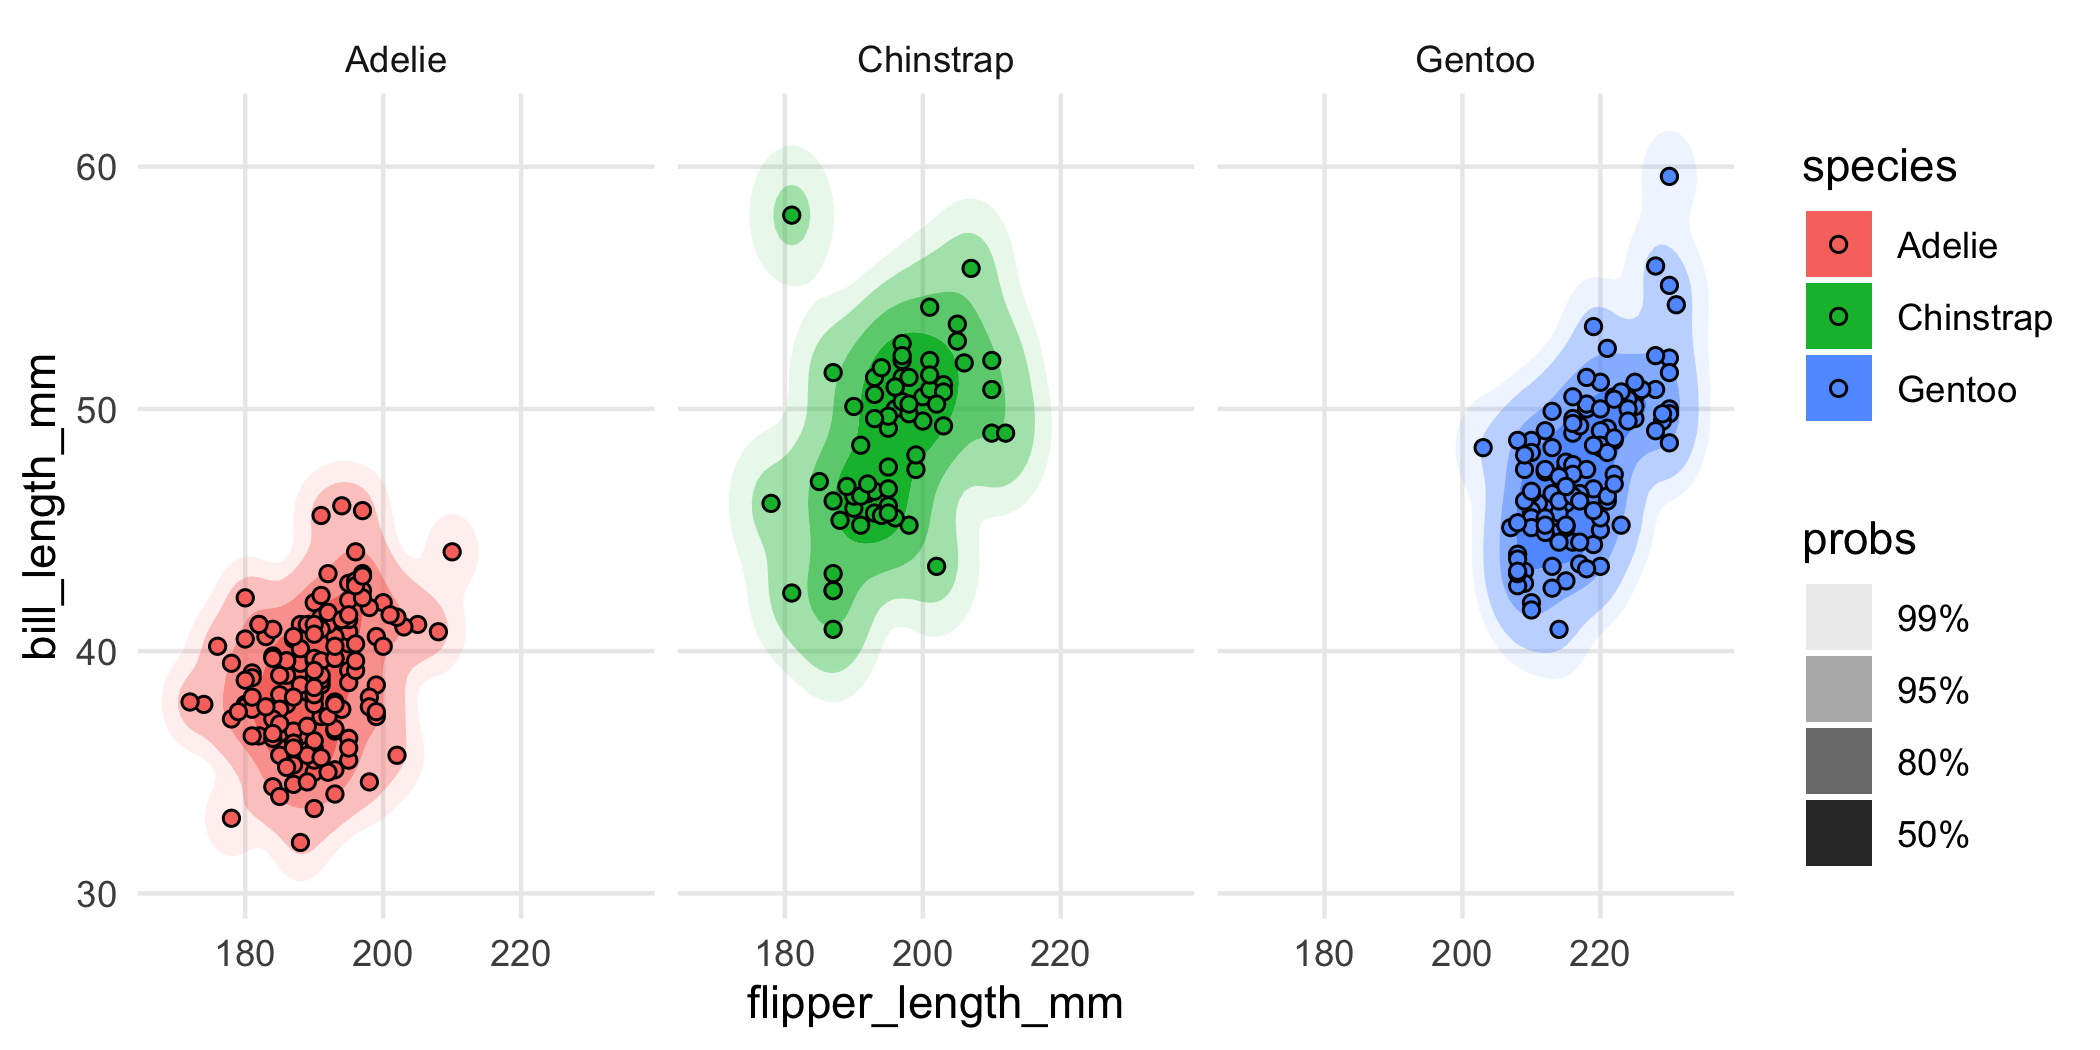 Adelie
Chinstrap
Gentoo
60
50
40
30
bill_length_mm
180
200
220
180
200
220
180
200
220
flipper_length_mm
species
Adelie
Chinstrap
Gentoo
probs
99%
95%
80%
50%